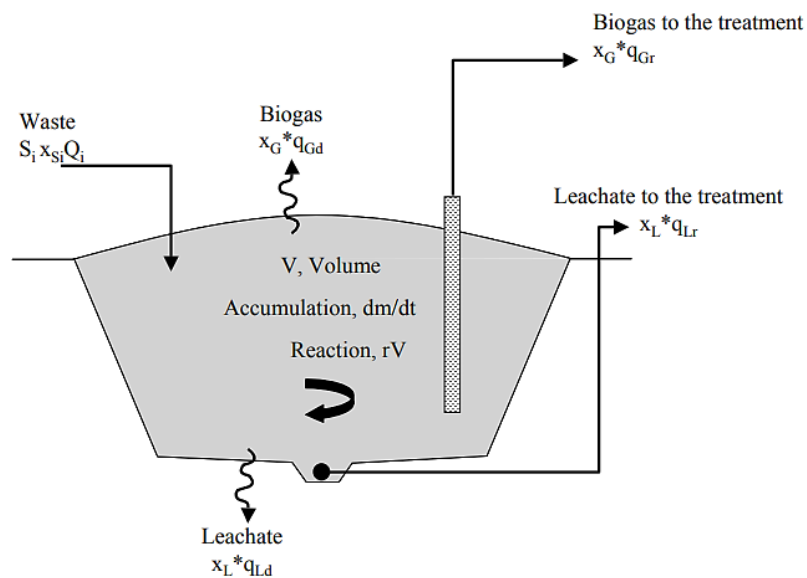 Biogas to the treatment
x_G*q_Gr
Biogas
x_G*q_Gd
Waste
S_i x_Si Q_i
Leachate to the treatment
x_L*q_Lr
V, Volume
Accumulation, dm/dt
Reaction, rV
Leachate
x_L*q_Ld